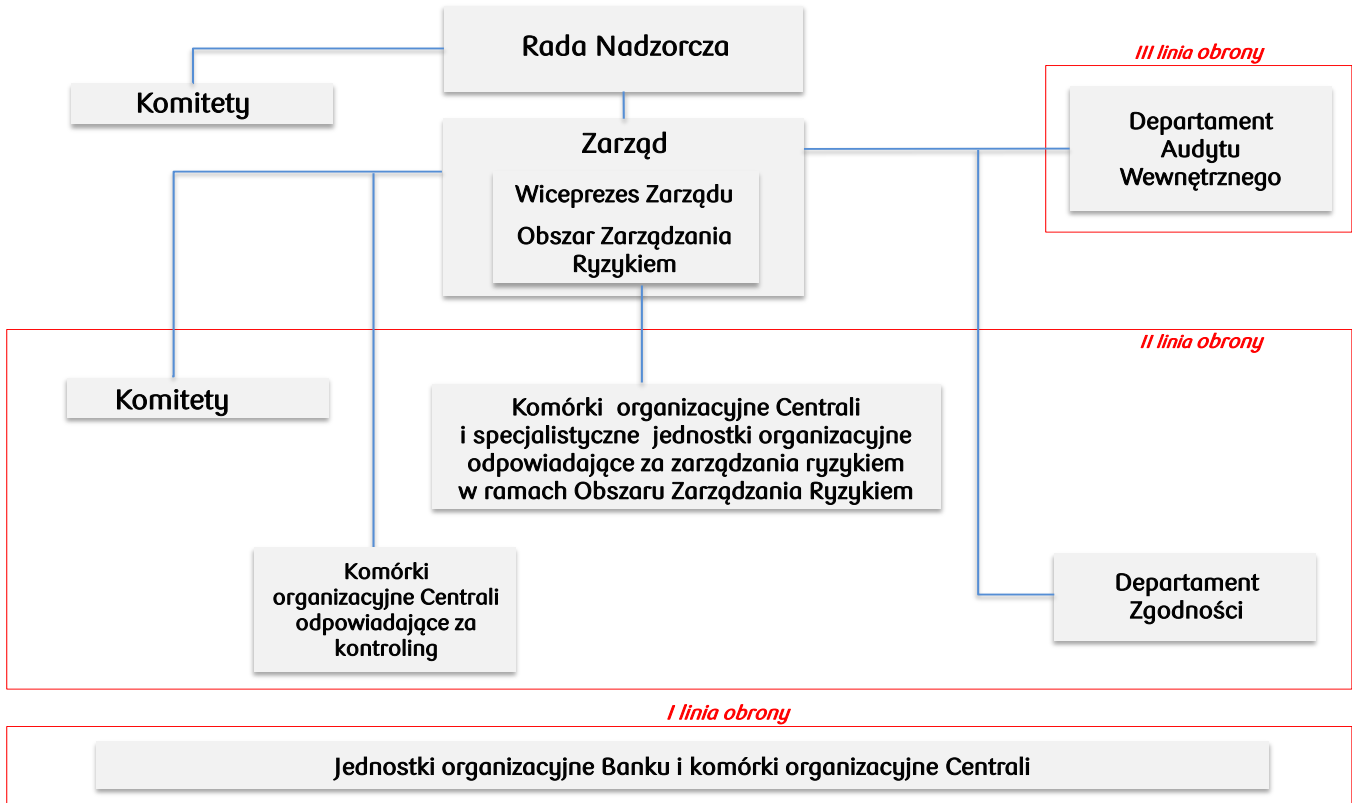 Rada Nadzorcza
III linia obrony
Komitety
Departament
Audytu
Wewnętrznego
Zarząd
Wiceprezes Zarządu
Obszar Zarządzania
Ryzykiem
II linia obrony
Komitety
Komórki organizacyjne Centrali
i specjalistyczne jednostki organizacyjne
odpowiadające za zarządzania ryzykiem
w ramach Obszaru Zarządzania Ryzykiem
Komórki
organizacyjne Centrali
odpowiadające za
kontroling
Departament
Zgodności
I linia obrony
Jednostki organizacyjne Banku i komórki organizacyjne Centrali